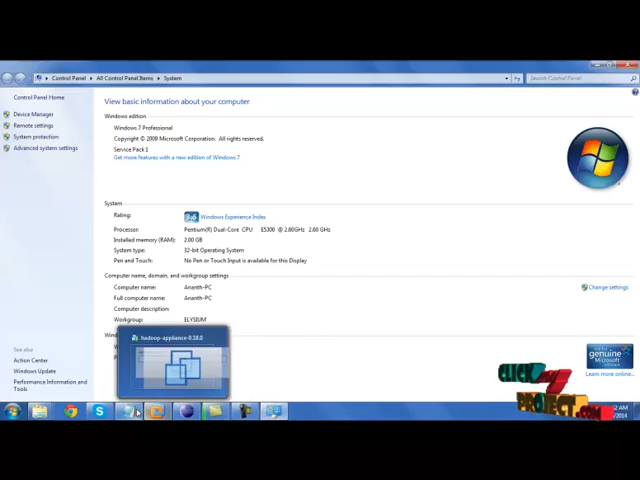 Control Panel
All Control Panel Items
System
Search Control Panel
Control Panel Home
Device Manager
Remote settings
System protection
Advanced system settings
View basic information about your computer
Windows edition
Windows 7 Professional
Copyright © 2009 Microsoft Corporation. All rights reserved.
Service Pack 1
Get more features with a new edition of Windows 7
System
Rating:
Windows Experience Index
Processor:
Pentium(R) Dual-Core CPU E5300 @ 2.60GHz 2.60 GHz
Installed memory (RAM):
2.00 GB
System type:
32-bit Operating System
Pen and Touch:
No Pen or Touch Input is available for this Display
Computer name, domain, and workgroup settings
Computer name:
Ananth-PC
Change settings
Full computer name:
Ananth-PC
Computer description:
Workgroup:
ELYSIUM
hadoop-appliance-0.18.0
See also
Action Center
Windows Update
Performance Information and
Tools
genuine
Microsoft
Learn more online...
CLICK MY
PROJECT.COM